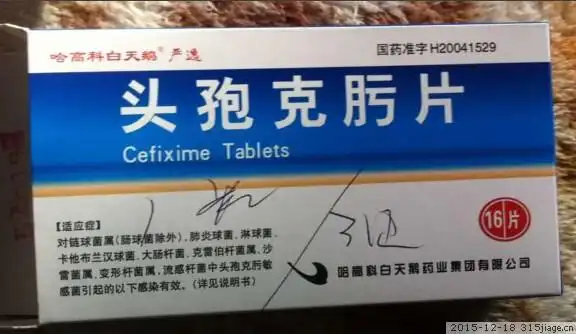 哈高科白天鹅 严选
国药准字H20041529
头孢克肟片
Cefixime Tablets
【适应症】
对链球菌属(肠球菌除外),肺炎球菌、淋球菌、
卡他布兰汉球菌、大肠杆菌、克雷伯杆菌属,沙
雷菌属、变形杆菌属,流感杆菌中头孢克肟敏
感菌引起的以下感染有效。(详见说明书)
16片
哈高科白天鹅药业集团有限公司
2015-12-18 315jiage.cn